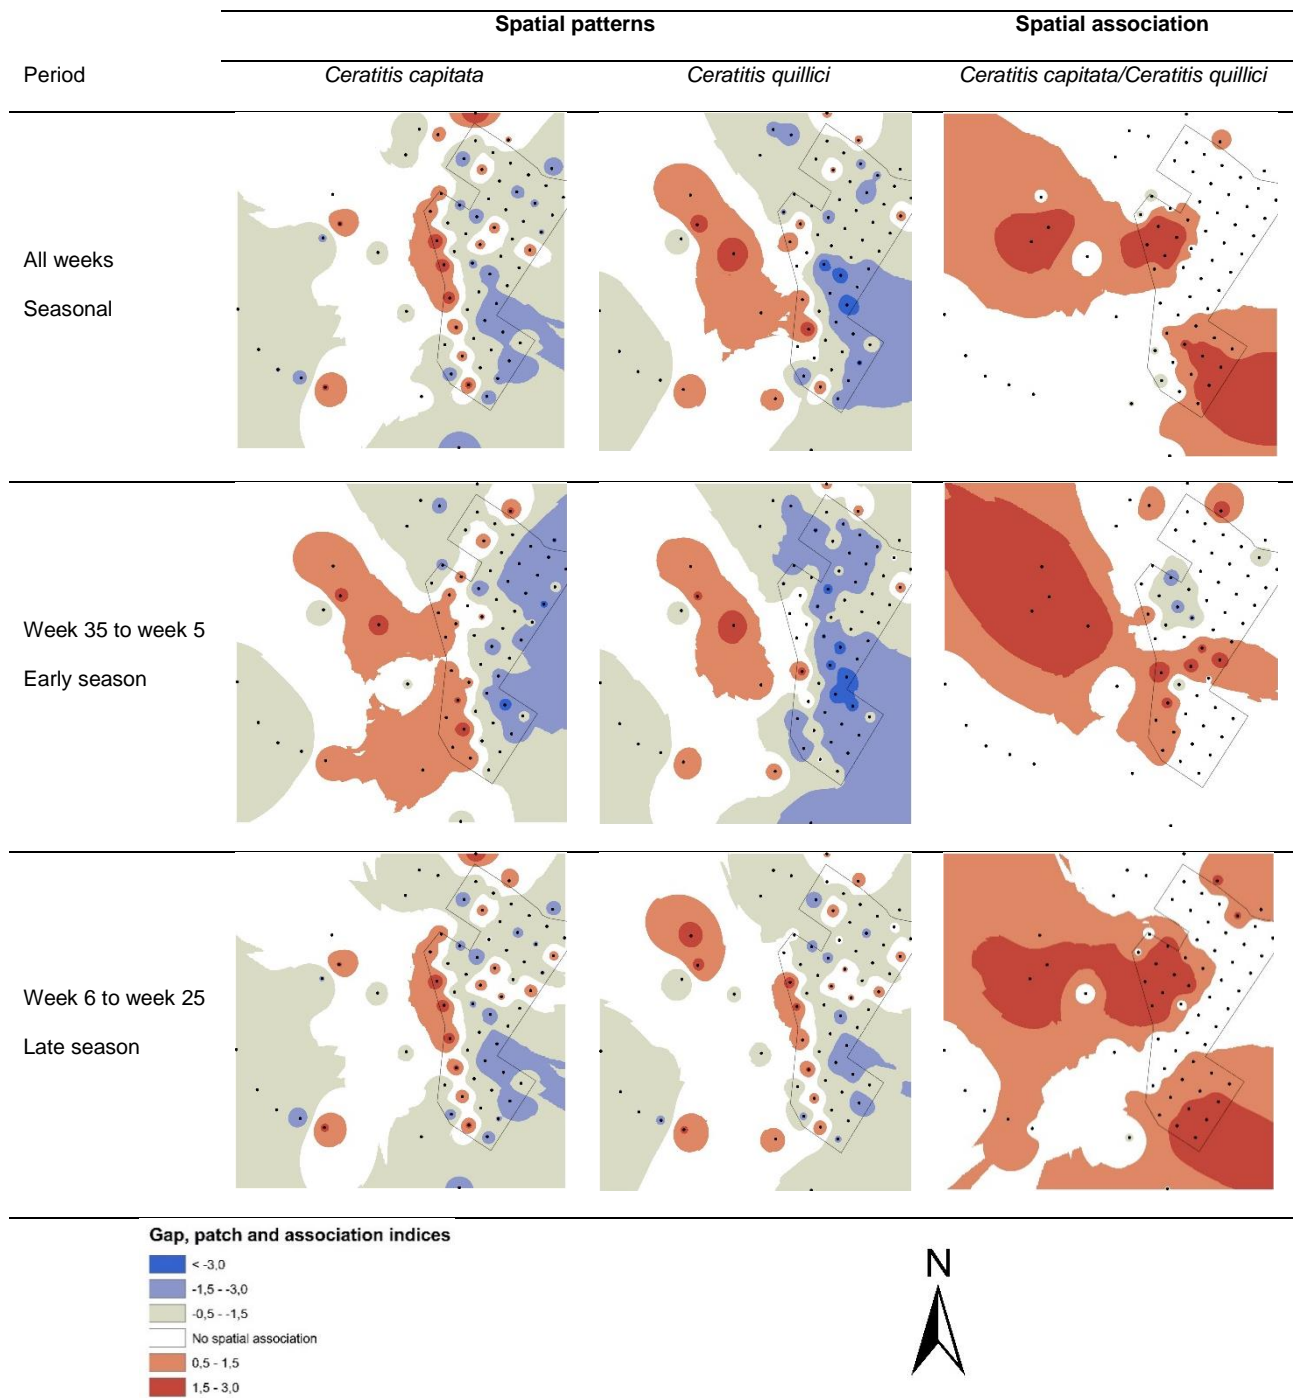 Spatial patterns
Spatial association
Period
Ceratitis capitata
Ceratitis quillici
Ceratitis capitata/Ceratitis quillici
All weeks
Seasonal
Week 35 to week 5
Early season
Week 6 to week 25
Late season
Gap, patch and association indices
< -3,0
-1,5 - -3,0
-0,5 - -1,5
No spatial association
0,5 - 1,5
1,5 - 3,0
N